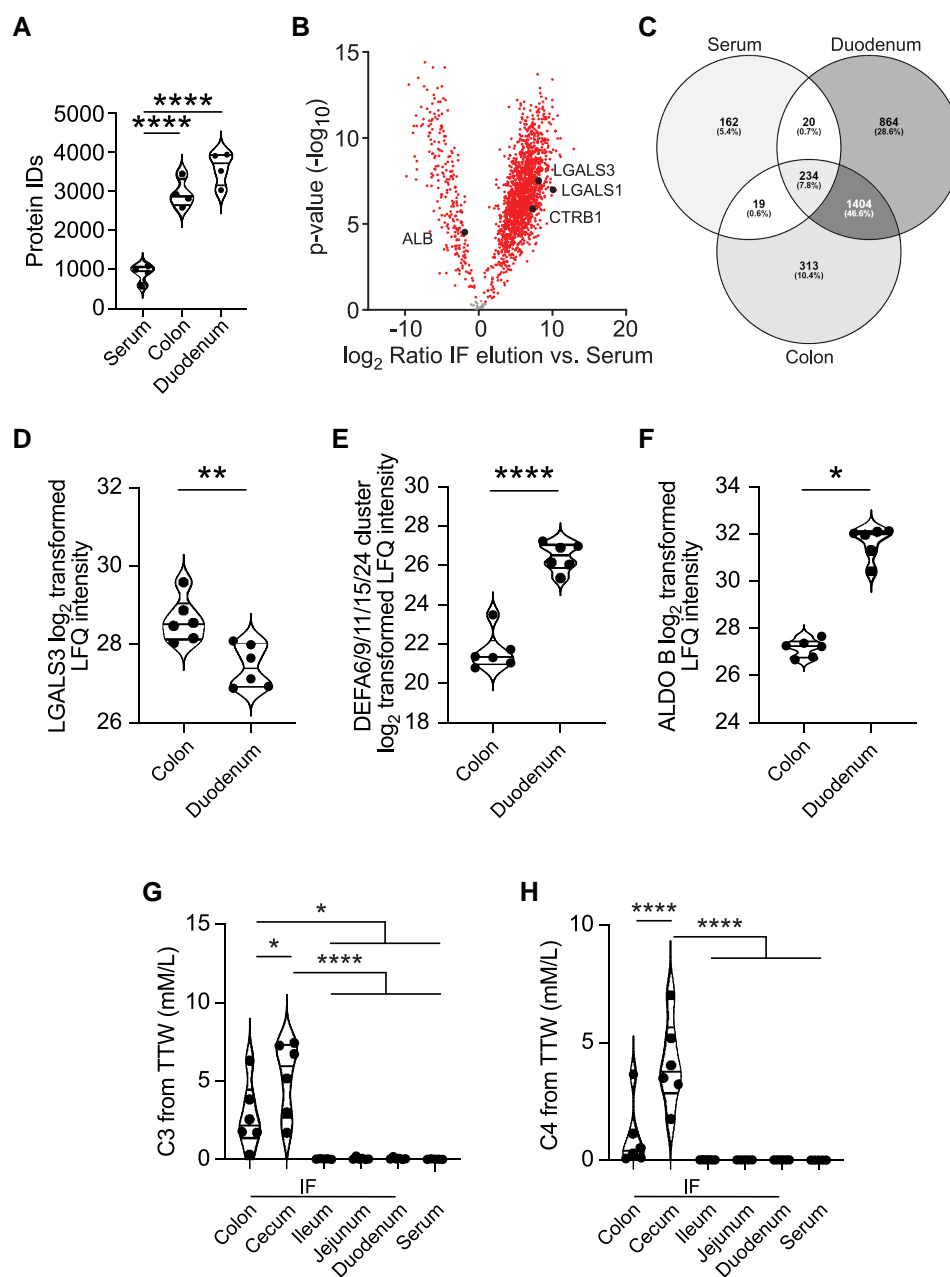 A
Protein IDs
5000
4000
3000
2000
1000
0
****
****
Serum
Colon
Duodenum
B
p-value (-log10)
15
10
5
LGALS3
LGALS1
CTRB1
ALB
-10
0
10
20
log2 Ratio IF elution vs. Serum
C
Serum
Duodenum
162
(5.4%)
20
(0.7%)
864
(28.6%)
234
(7.8%)
19
(0.6%)
1404
(46.6%)
313
(10.4%)
Colon
D
LGALS3 log2 transformed
LFQ intensity
32
30
28
26
**
Colon
Duodenum
E
DEFA6/9/11/15/24 cluster
log2 transformed LFQ intensity
28
26
24
22
20
18
****
Colon
Duodenum
F
ALDO B log2 transformed
LFQ intensity
34
32
30
28
26
24
*
Colon
Duodenum
G
C3 from TTW (mM/L)
15
10
5
0
*
*
****
IF
Colon
Cecum
Ileum
Jejunum
Duodenum
Serum
H
C4 from TTW (mM/L)
10
5
0
****
****
IF
Colon
Cecum
Ileum
Jejunum
Duodenum
Serum